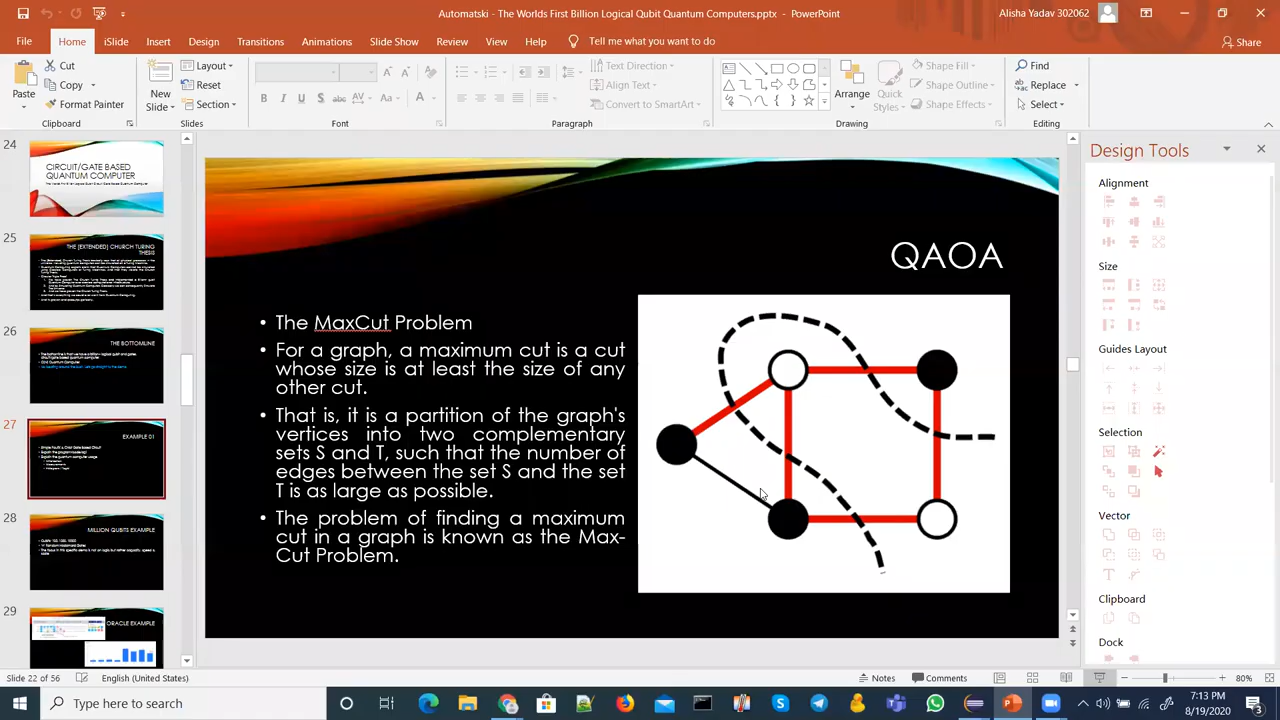 Automatski - The Worlds First Billion Logical Qubit Quantum Computers.pptx - PowerPoint
Alisha Yadav 302062
File
Home
iSlide
Insert
Design
Transitions
Animations
Slide Show
Review
View
Help
Tell me what you want to do
Share
Paste
Cut
Copy
Format Painter
Clipboard
New
Slide
Layout
Reset
Section
Slides
Font
Text Direction
Align Text
Convert to SmartArt
Paragraph
Arrange
Quick
Styles
Shape Fill
Shape Outline
Shape Effects
Drawing
Find
Replace
Select
Editing
24
CIRCUIT/GATE BASED
QUANTUM COMPUTER
THE (EXTENDED) CHURCH TURING
THESIS
26
THE BOTTOMLINE
EXAMPLE 01
MILLION QUBITS EXAMPLE
29
ORACLE EXAMPLE
QAOA
• The MaxCut Problem
• For a graph, a maximum cut is a cut
whose size is at least the size of any
other cut.
• That is, it is a partition of the graph's
vertices into two complementary
sets S and T, such that the number of
edges between the set S and the set
T is as large as possible.
• The problem of finding a maximum
cut in a graph is known as the Max-
Cut Problem.
Design Tools
Alignment
Size
Guides Layout
Selection
Vector
Clipboard
Dock
Slide 22 of 56
English (United States)
Notes
Comments
80%
Type here to search
7:13 PM
8/19/2020